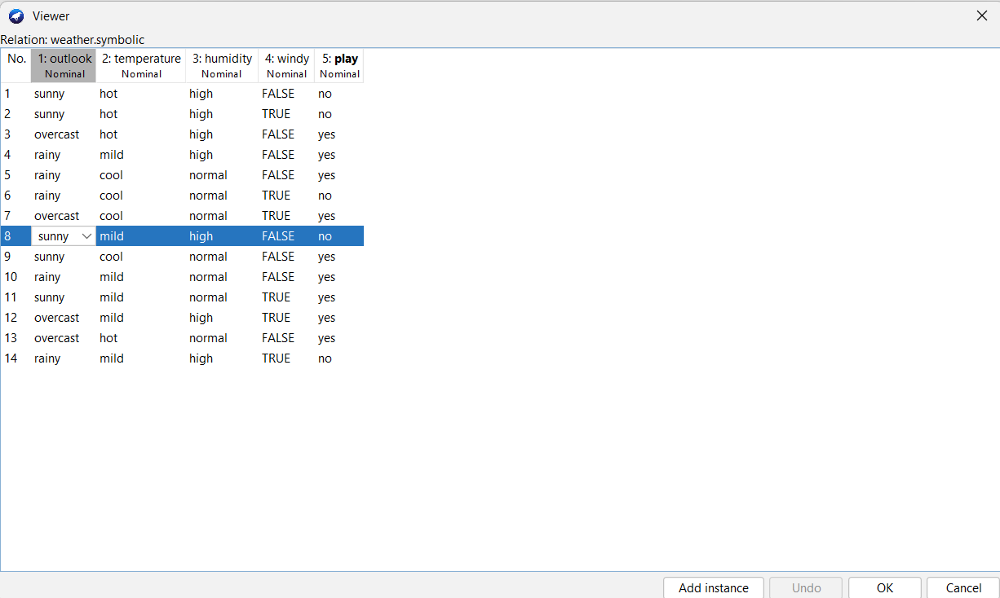 Viewer
Relation: weather.symbolic
No. 1: outlook 2: temperature 3: humidity 4: windy 5: play
Nominal Nominal Nominal Nominal Nominal
1 sunny hot high FALSE no
2 sunny hot high TRUE no
3 overcast hot high FALSE yes
4 rainy mild high FALSE yes
5 rainy cool normal FALSE yes
6 rainy cool normal TRUE no
7 overcast cool normal TRUE yes
8 sunny mild high FALSE no
9 sunny cool normal FALSE yes
10 rainy mild normal FALSE yes
11 sunny mild normal TRUE yes
12 overcast mild high TRUE yes
13 overcast hot normal FALSE yes
14 rainy mild high TRUE no
Add instance Undo OK Cancel